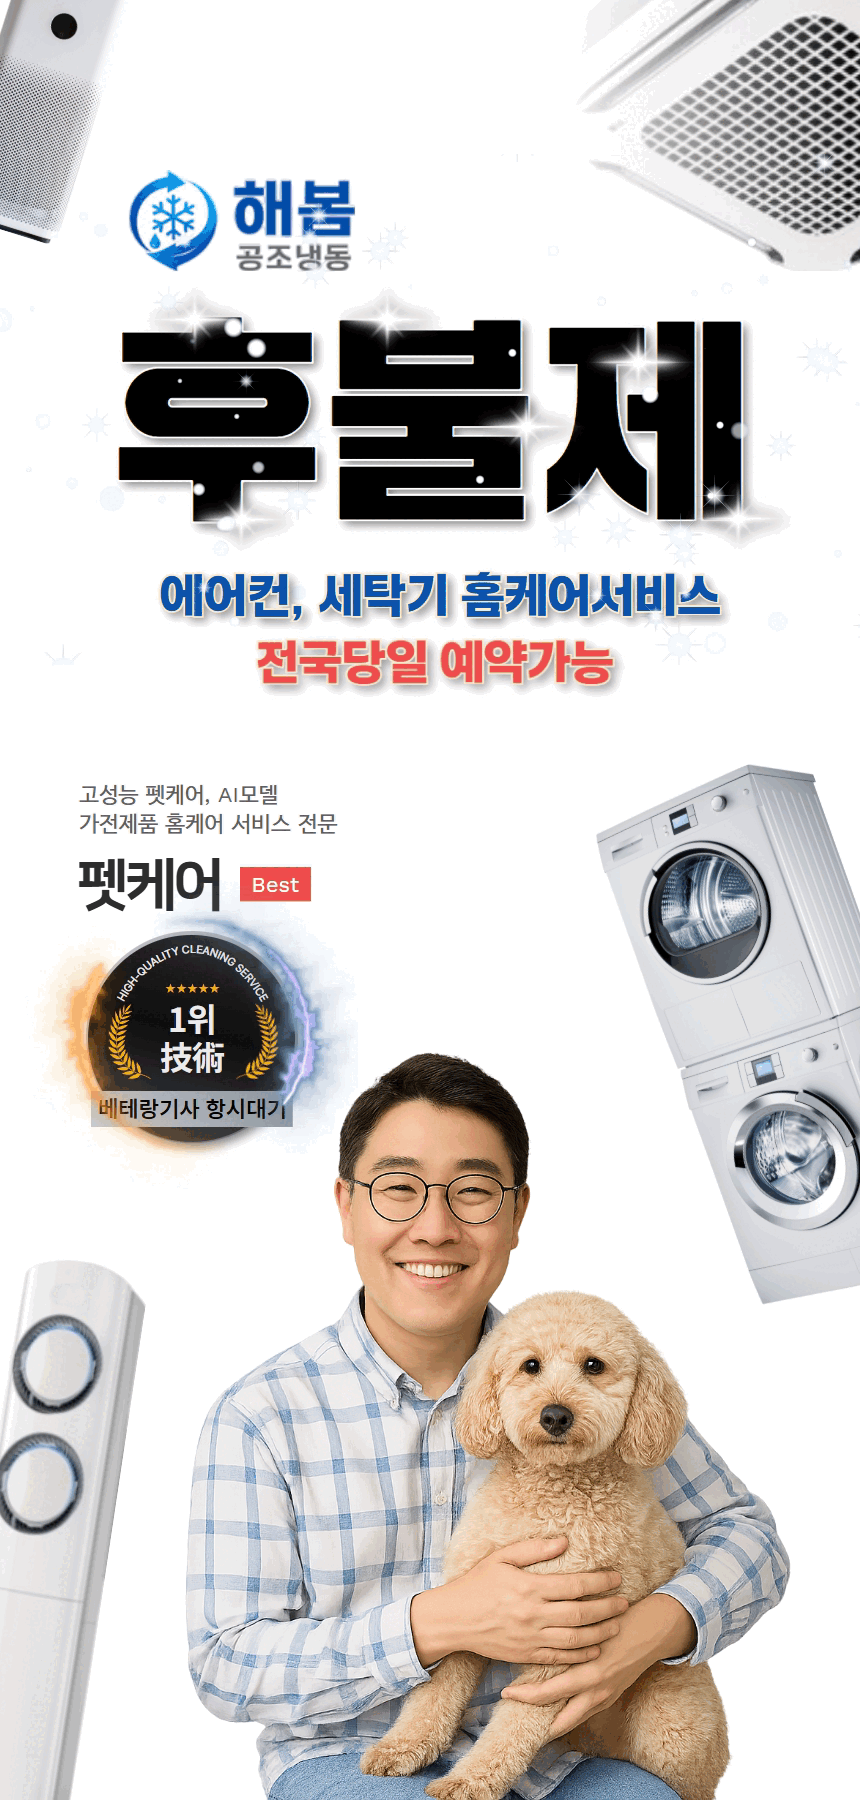 해봄
공조냉동
후불제
에어컨, 세탁기 홈케어서비스
전국당일 예약가능
고성능 펫케어, AI모델
가전제품 홈케어 서비스 전문
펫케어 Best
HIGH-QUALITY CLEANING SERVICE
1위
技術
베테랑기사 항시대기